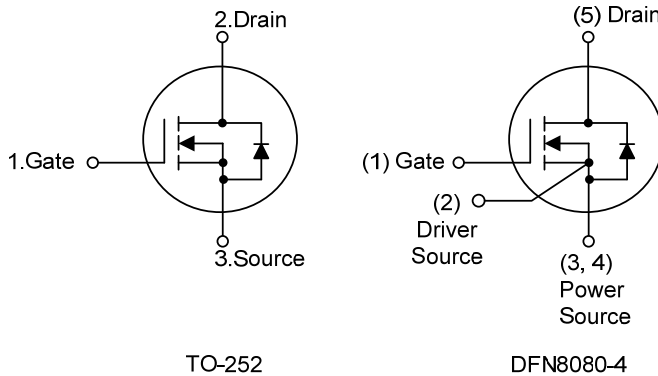 2.Drain
1.Gate
3.Source
TO-252
(5) Drain
(1) Gate
(2)
Driver
Source
(3, 4)
Power
Source
DFN8080-4